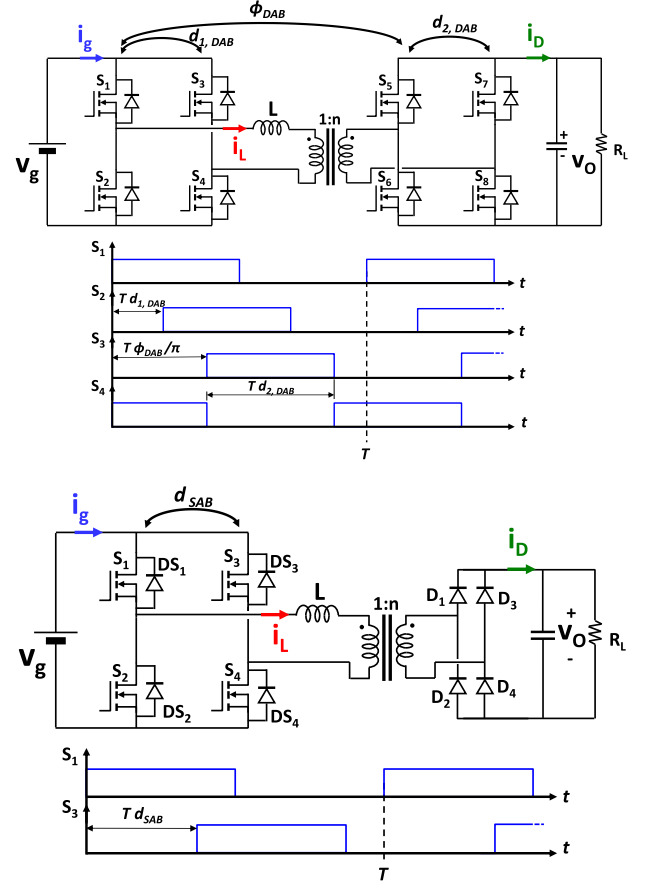 ϕDAB
ig d1, DAB d2, DAB iD
S1 S3 S5 S7
L 1:n
vg iL + - vO RL
S2 S4 S6 S8
S1 t
S2 T d1, DAB t
S3 T ϕDAB/π t
S4 T d2, DAB t
T
dSAB
ig iD
S1 DS1 S3 DS3
L 1:n D1 D3
vg iL + vO - RL
S2 S4 D2 D4
DS2 DS4
S1 t
S3 T dSAB t
T